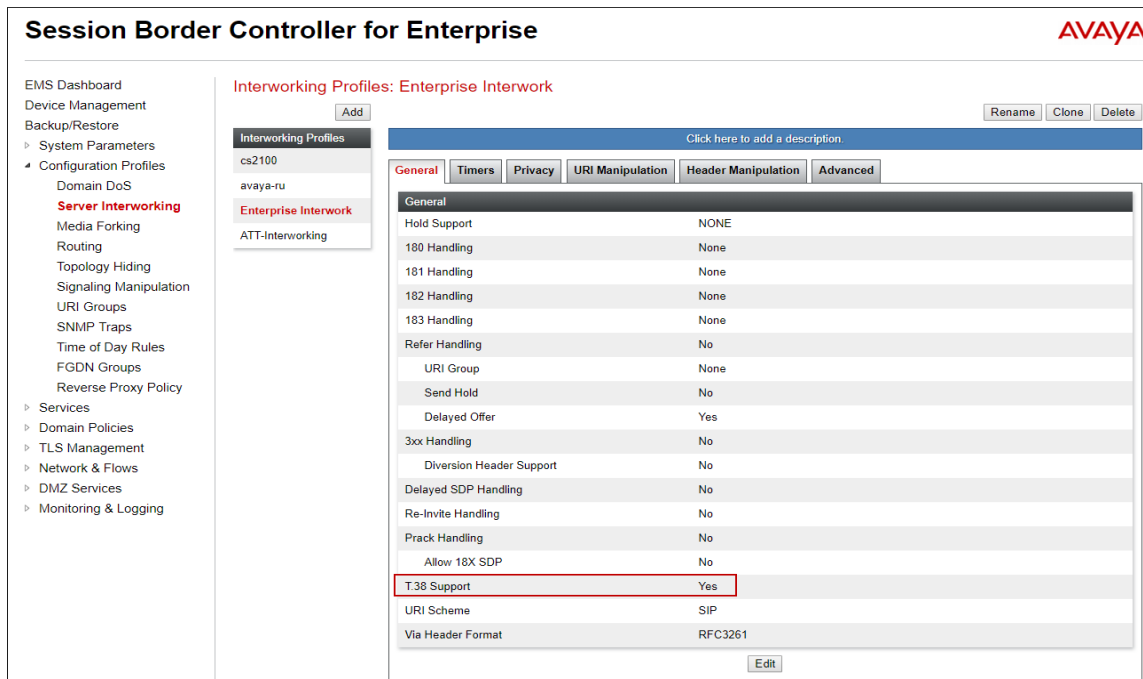 Session Border Controller for Enterprise
AVAYA
EMS Dashboard
Device Management
Backup/Restore
System Parameters
Configuration Profiles
Domain DoS
Server Interworking
Media Forking
Routing
Topology Hiding
Signaling Manipulation
URI Groups
SNMP Traps
Time of Day Rules
FGDN Groups
Reverse Proxy Policy
Services
Domain Policies
TLS Management
Network & Flows
DMZ Services
Monitoring & Logging
Interworking Profiles: Enterprise Interwork
Add
Rename Clone Delete
Interworking Profiles
cs2100
avaya-ru
Enterprise Interwork
ATT-Interworking
Click here to add a description.
General Timers Privacy URI Manipulation Header Manipulation Advanced
General
Hold Support NONE
180 Handling None
181 Handling None
182 Handling None
183 Handling None
Refer Handling No
URI Group None
Send Hold No
Delayed Offer Yes
3xx Handling No
Diversion Header Support No
Delayed SDP Handling No
Re-Invite Handling No
Prack Handling No
Allow 18X SDP No
T.38 Support Yes
URI Scheme SIP
Via Header Format RFC3261
Edit